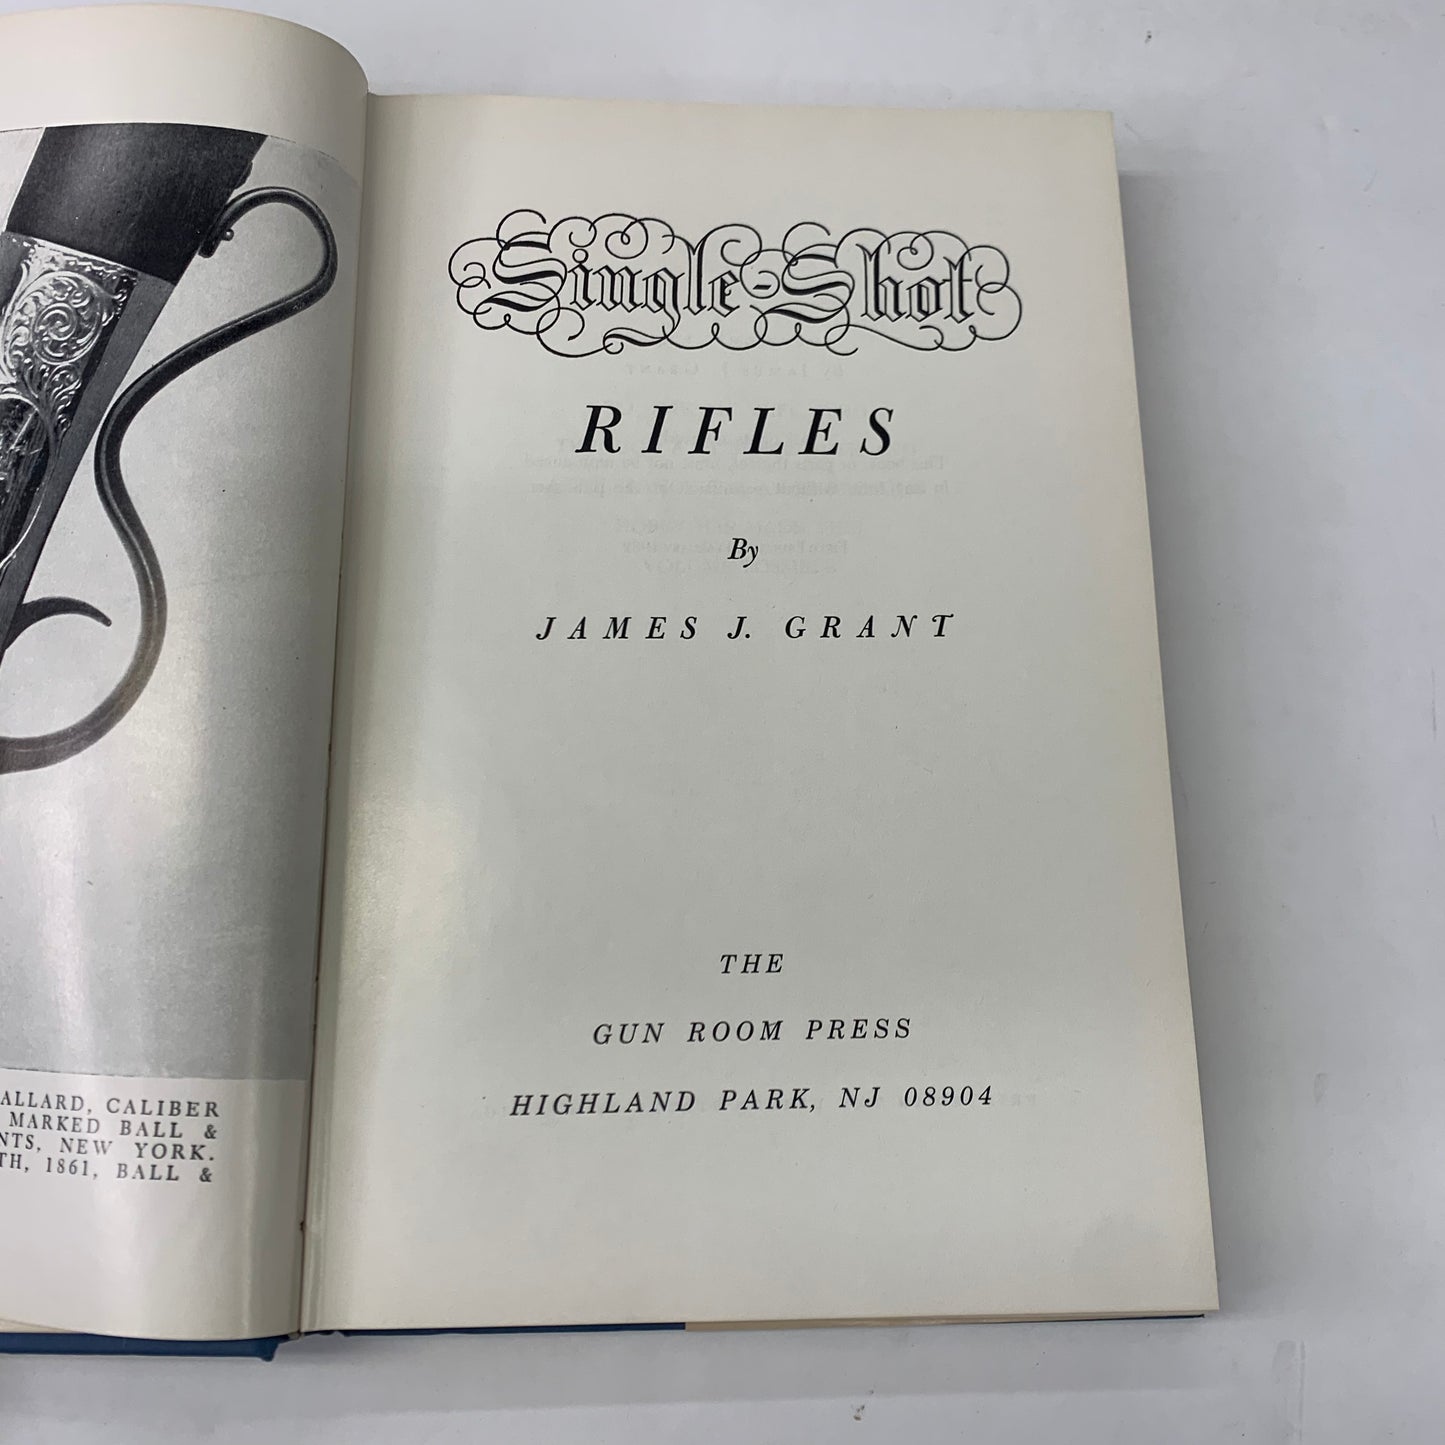 ALLARD, CALIBER
MARKED BALL &
NTS, NEW YORK.
TH, 1861, BALL &
Single-Shot
RIFLES
By
JAMES J. GRANT
THE
GUN ROOM PRESS
HIGHLAND PARK, NJ 08904